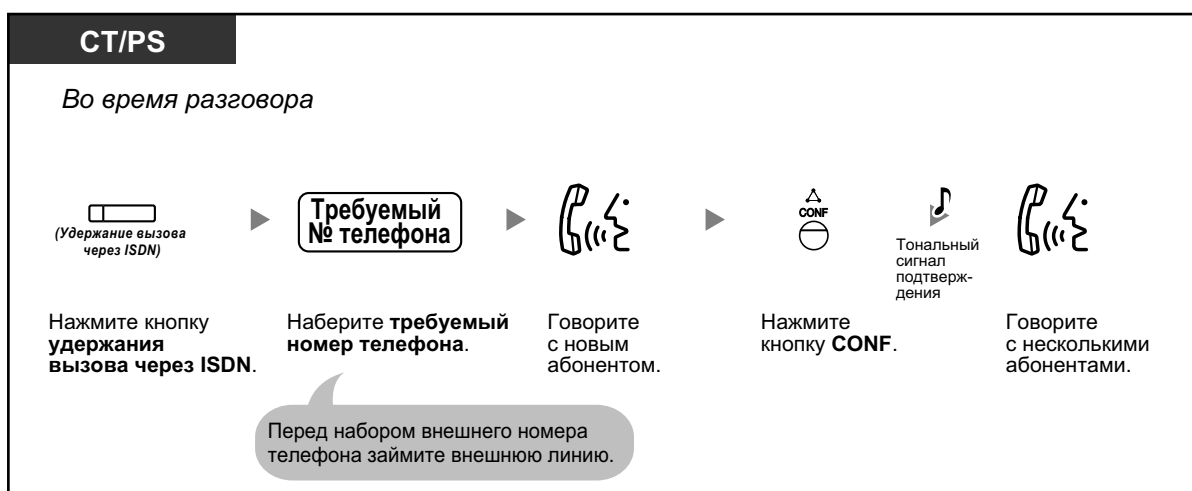 CT/PS
Во время разговора
(Удержание вызова
через ISDN)
Требуемый
№ телефона
CONF
Тональный
сигнал
подтверж-
дения
Нажмите кнопку
удержания
вызова через ISDN.
Наберите требуемый
номер телефона.
Говорите
с новым
абонентом.
Нажмите
кнопку CONF.
Говорите
с несколькими
абонентами.
Перед набором внешнего номера
телефона займите внешнюю линию.